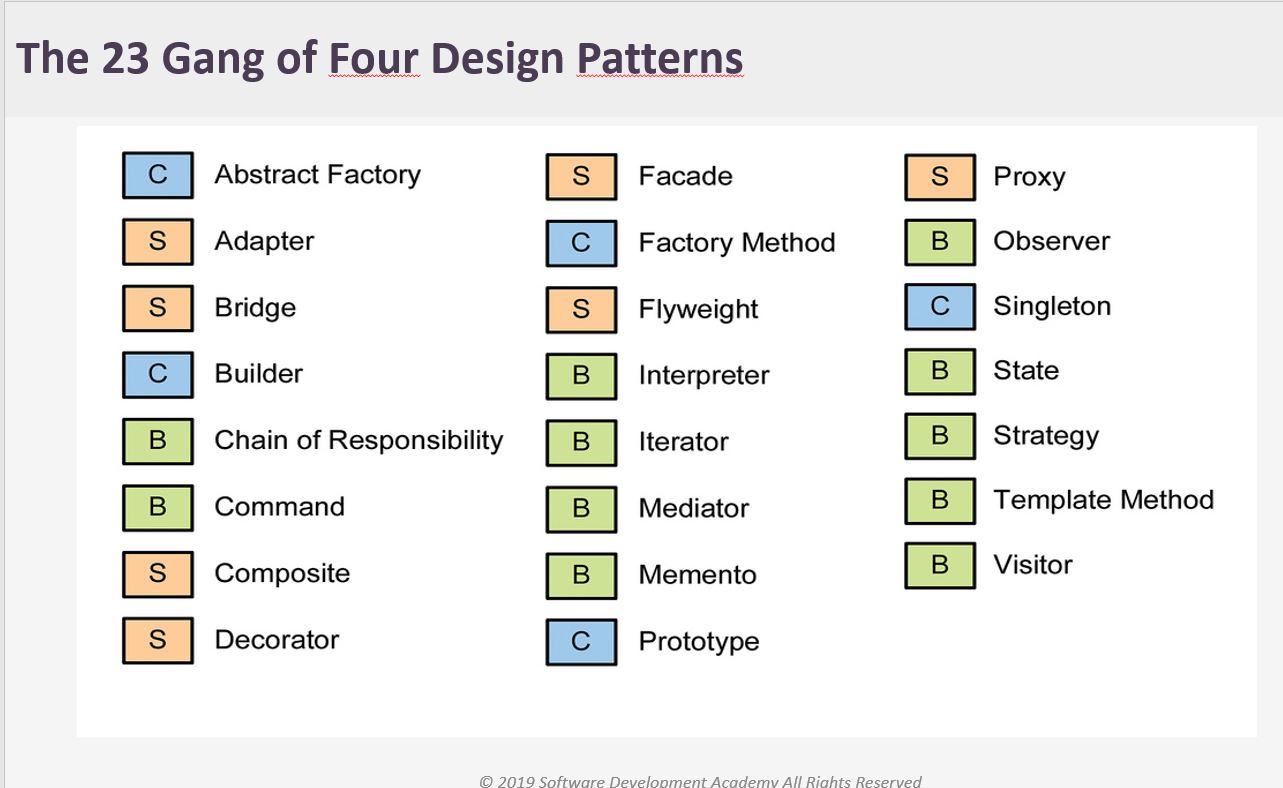 The 23 Gang of Four Design Patterns
C Abstract Factory
S Adapter
S Bridge
C Builder
B Chain of Responsibility
B Command
S Composite
S Decorator
S Facade
C Factory Method
S Flyweight
B Interpreter
B Iterator
B Mediator
B Memento
C Prototype
S Proxy
B Observer
C Singleton
B State
B Strategy
B Template Method
B Visitor
© 2019 Software Development Academy All Rights Reserved